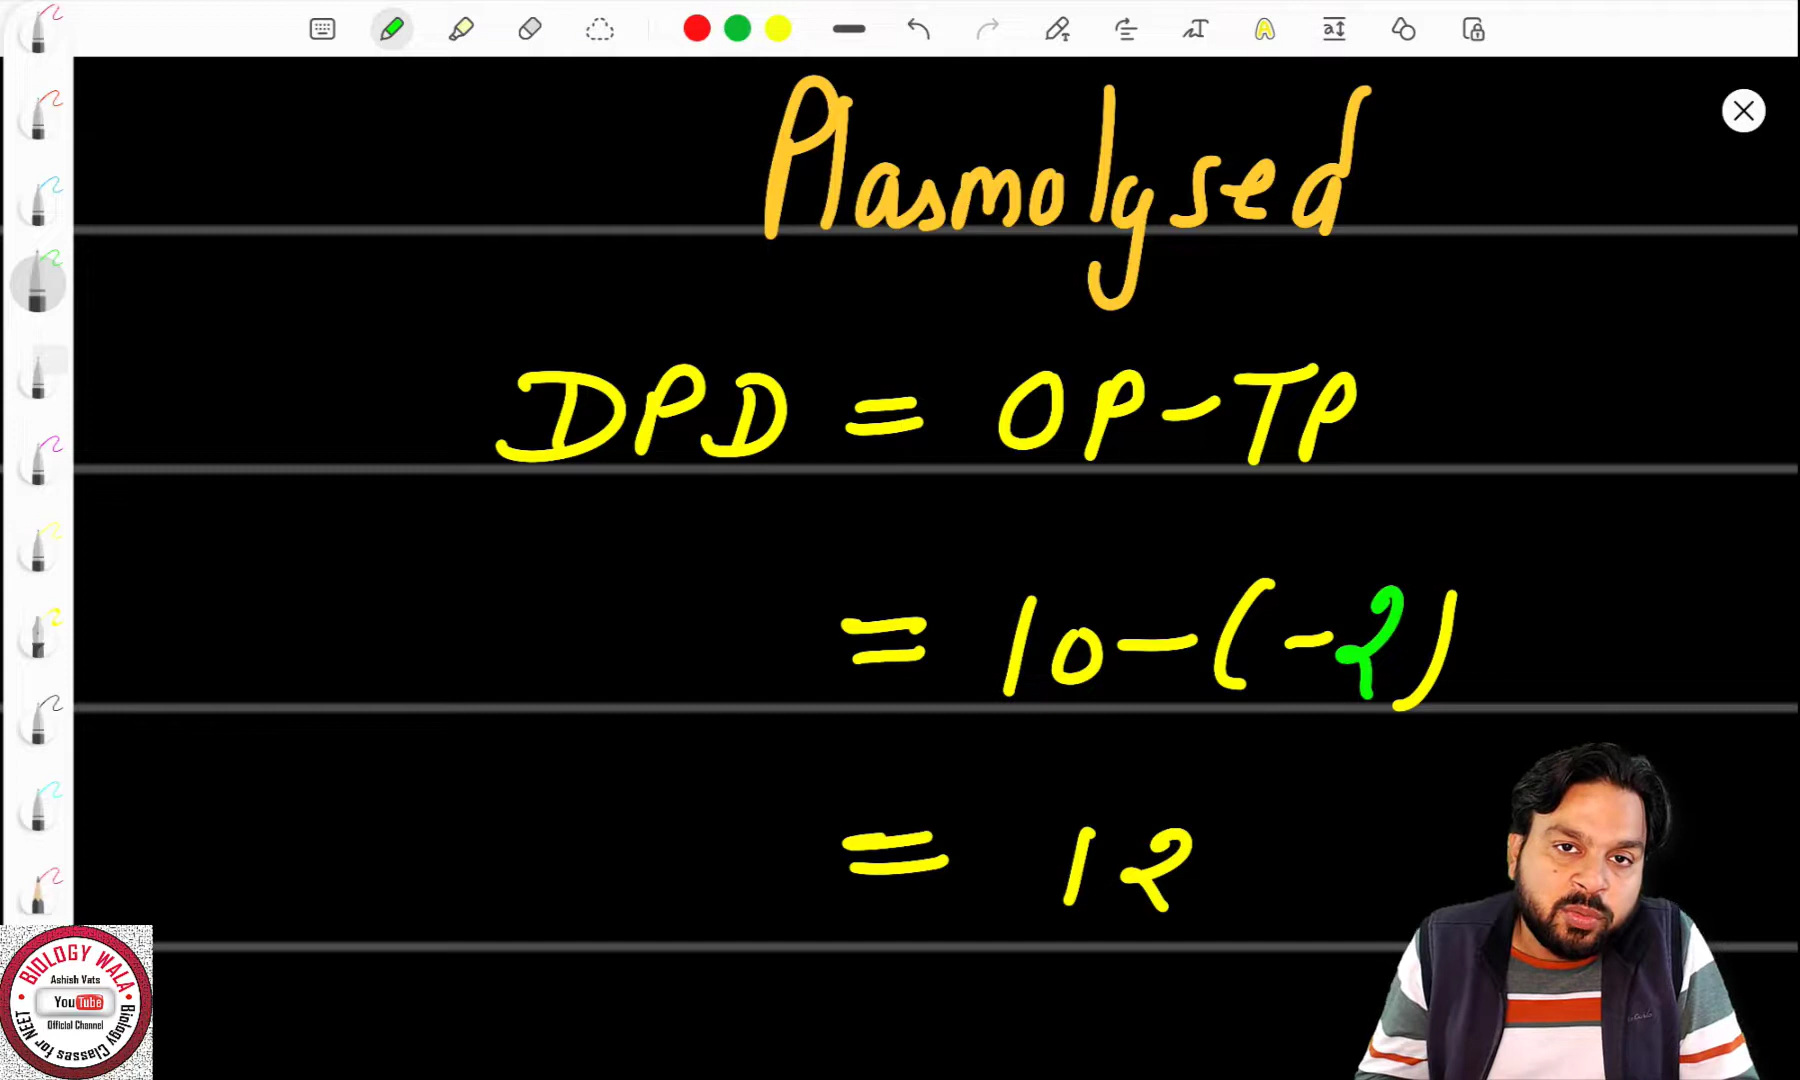 Plasmolysed
DPD = OP - TP
= 10 - (-2)
= 12
BIOLOGY WALA
Ashish Vats
YouTube
Official Channel
Biology Classes for NEET